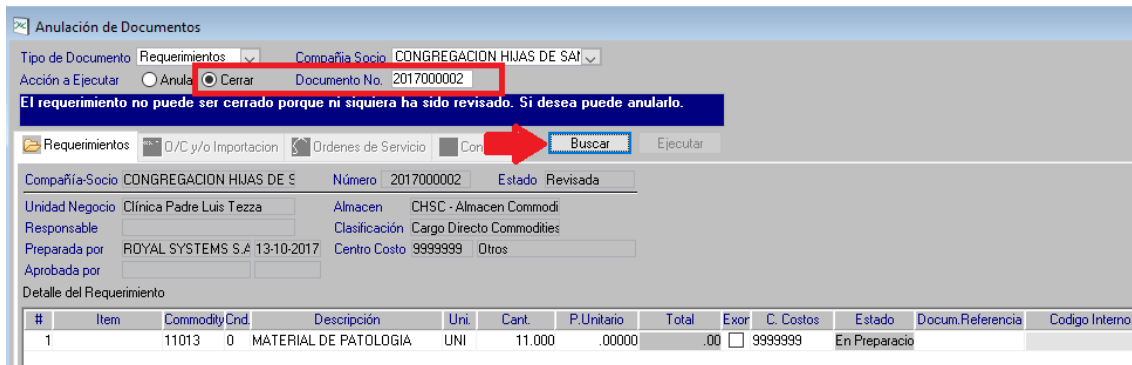 Anulación de Documentos
Tipo de Documento Requerimientos Compañia Socio CONGREGACION HIJAS DE SAN
Acción a Ejecutar Anula Cerrar Documento No. 2017000002
El requerimiento no puede ser cerrado porque ni siquiera ha sido revisado. Si desea puede anularlo.
Requerimientos O/C y/o Importacion Ordenes de Servicio Con Buscar Ejecutar
Compañía-Socio CONGREGACION HIJAS DE S Número 2017000002 Estado Revisada
Unidad Negocio Clínica Padre Luis Tezza Almacen CHSC - Almacen Commodi
Responsable Clasificación Cargo Directo Commodities
Preparada por ROYAL SYSTEMS S.A 13-10-2017 Centro Costo 9999999 Otros
Aprobada por
Detalle del Requerimiento
# Item Commodity Cnd. Descripción Uni. Cant. P.Unitario Total Exor C. Costos Estado Docum.Referencia Codigo Interno
1 11013 0 MATERIAL DE PATOLOGIA UNI 11.000 .00000 .00 9999999 En Preparacio